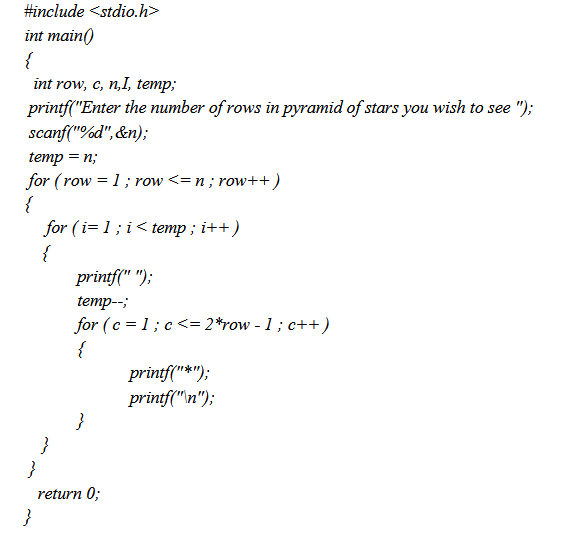 #include <stdio.h>
int main()
{
int row, c, n,I, temp;
printf("Enter the number of rows in pyramid of stars you wish to see ");
scanf("%d",&n);
temp = n;
for ( row = 1 ; row <= n ; row++ )
{
for ( i= 1 ; i < temp ; i++ )
{
printf(" ");
temp--;
for ( c = 1 ; c <= 2*row - 1 ; c++ )
{
printf("*");
printf("\n");
}
}
}
return 0;
}